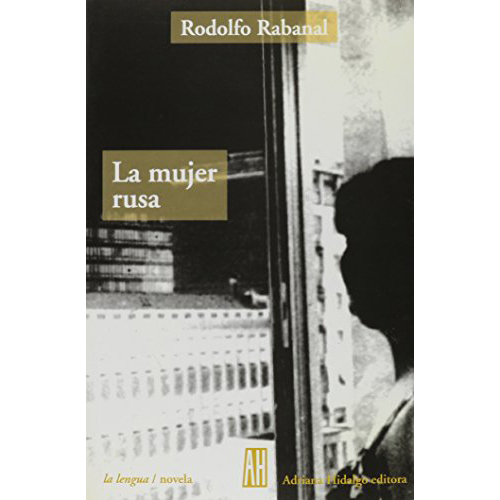 Rodolfo Rabanal
La mujer
rusa
la lengua / novela
AH
Adriana Hidalgo editora